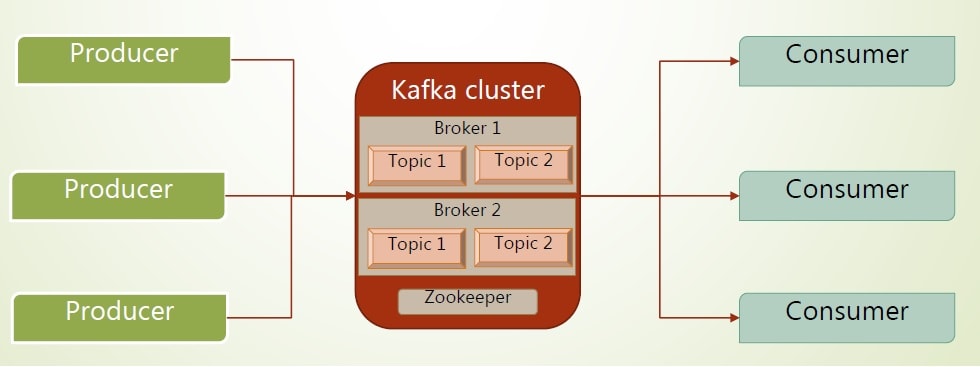 Producer
Producer
Producer
Kafka cluster
Broker 1
Topic 1
Topic 2
Broker 2
Topic 1
Topic 2
Zookeeper
Consumer
Consumer
Consumer